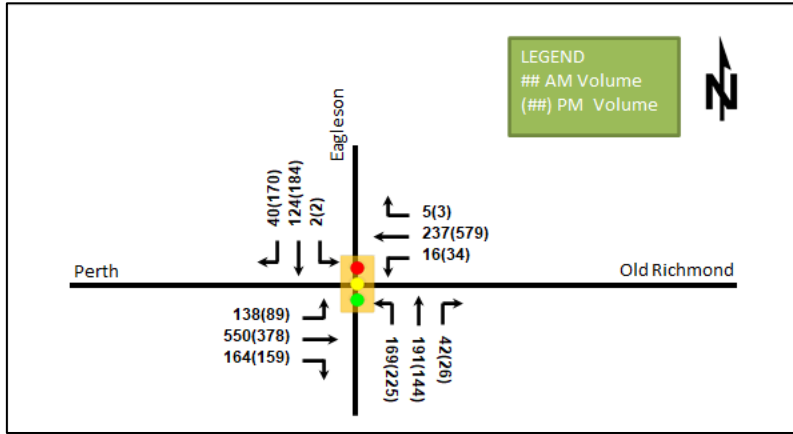 LEGEND
## AM Volume
(##) PM Volume
N
Eagleson
40(170)
124(184)
2(2)
5(3)
237(579)
16(34)
Perth
Old Richmond
138(89)
550(378)
164(159)
169(225)
191(144)
42(26)